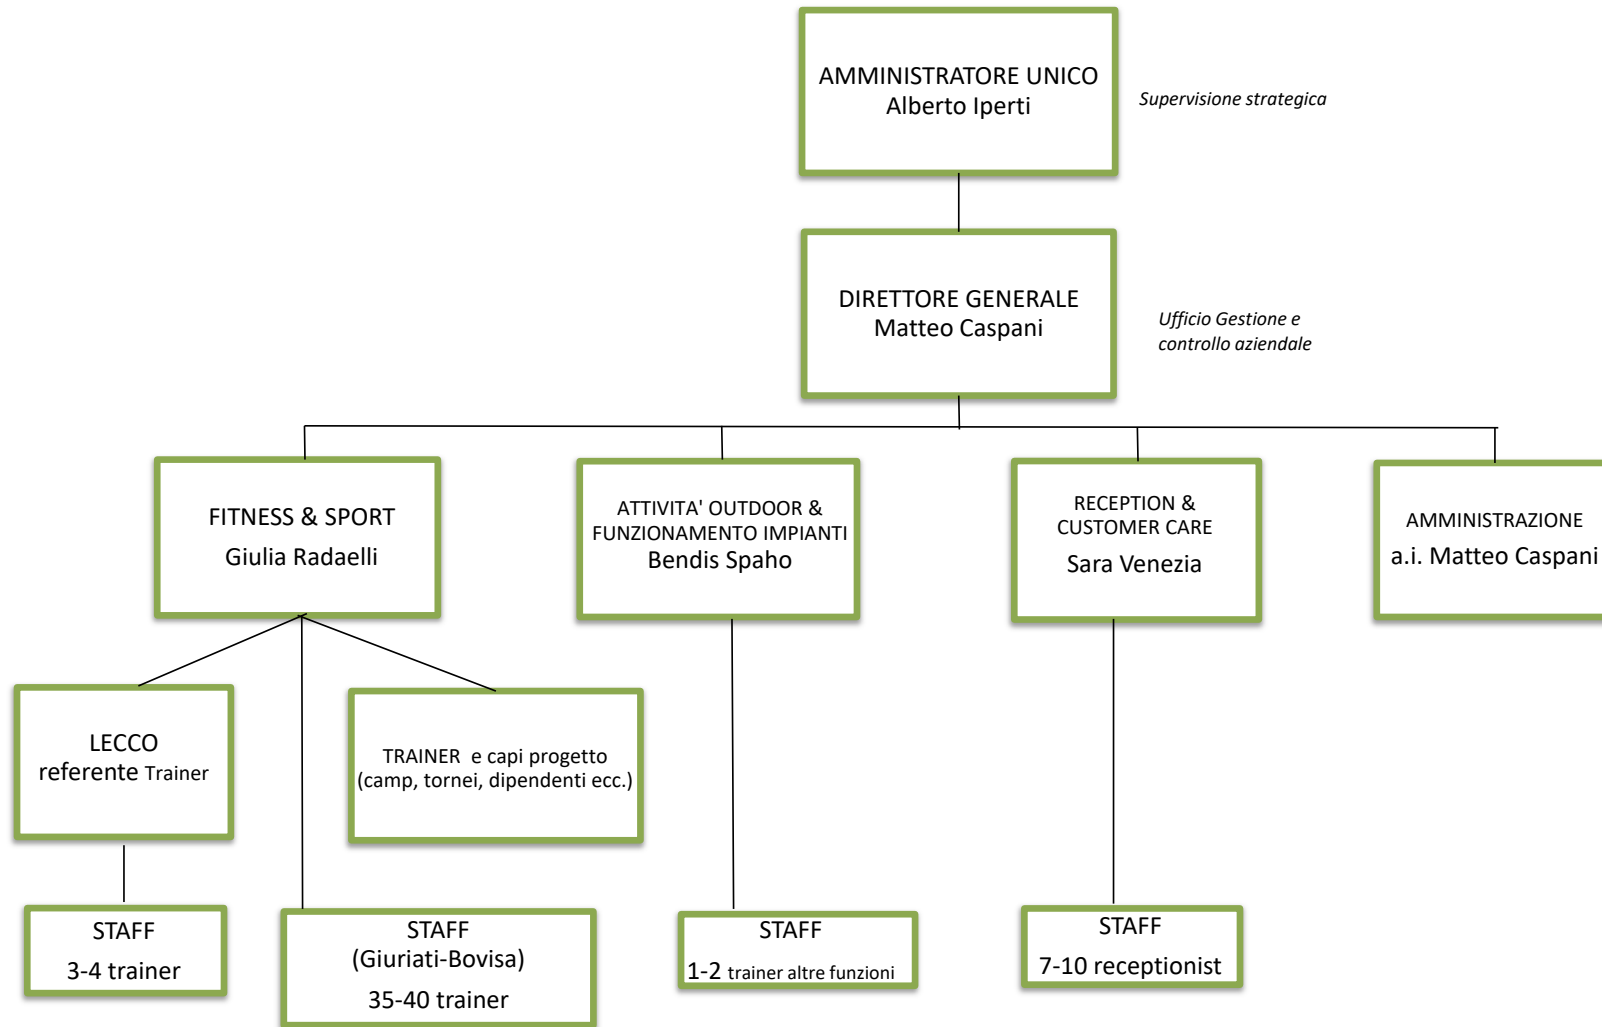 AMMINISTRATORE UNICO
Alberto Iperti
Supervisione strategica
DIRETTORE GENERALE
Matteo Caspani
Ufficio Gestione e
controllo aziendale
FITNESS & SPORT
Giulia Radaelli
ATTIVITA' OUTDOOR &
FUNZIONAMENTO IMPIANTI
Bendis Spaho
RECEPTION &
CUSTOMER CARE
Sara Venezia
AMMINISTRAZIONE
a.i. Matteo Caspani
LECCO
referente Trainer
TRAINER e capi progetto
(camp, tornei, dipendenti ecc.)
STAFF
3-4 trainer
STAFF
(Giuriati-Bovisa)
35-40 trainer
STAFF
1-2 trainer altre funzioni
STAFF
7-10 receptionist